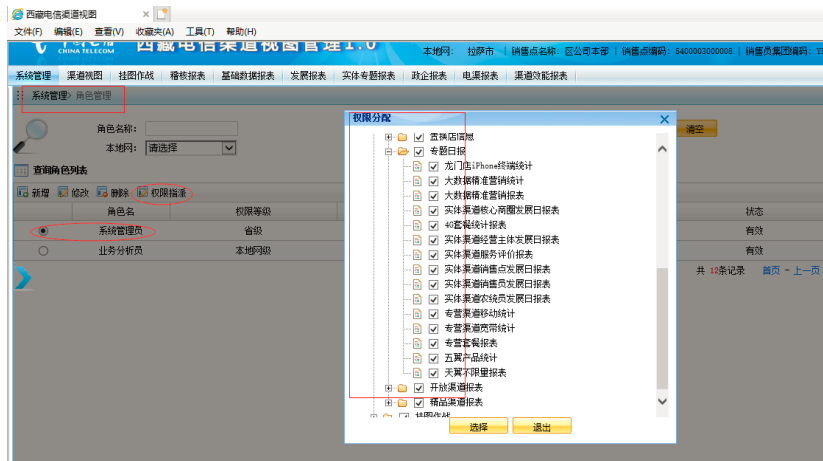 西藏电信渠道视图
文件(F) 编辑(E) 查看(V) 收藏夹(A) 工具(T) 帮助(H)
CHINA TELECOM 西藏电信渠道视图管理1.0 本地网: 拉萨市 | 销售点名称: 区公司本部 | 销售点编码: 5400003000008 | 销售员集团编码:
系统管理 渠道视图 挂图作战 稽核报表 基础数据报表 发展报表 实体专题报表 政企报表 电渠报表 渠道效能报表
系统管理> 角色管理
角色名称:
本地网: 请选择
清空
查询角色列表
新增 修改 删除 权限指派
角色名 权限等级 状态
系统管理员 省级 有效
业务分析员 本地网级 有效
共 12条记录 首页 - 上一页
权限分配
查换店信息
专题日报
龙门店iPhone终端统计
大数据精准营销统计
大数据精准营销报表
实体渠道核心商圈发展日报表
4G套餐统计报表
实体渠道经营主体发展日报表
实体渠道服务评价报表
实体渠道销售点发展日报表
实体渠道销售员发展日报表
实体渠道农统员发展日报表
专营渠道移动统计
专营渠道宽带统计
专营套餐报表
五翼产品统计
天翼不限量报表
开放渠道报表
精品渠道报表
挂图作战
选择 退出